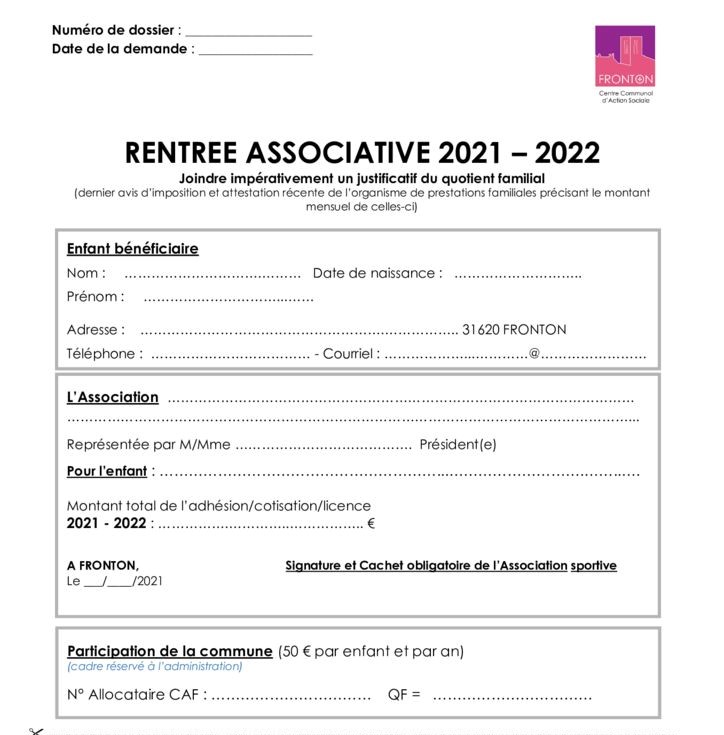 Numéro de dossier : ____________________
Date de la demande : __________________
FRONTON
Centre Communal
d'Action Sociale
RENTREE ASSOCIATIVE 2021 – 2022
Joindre impérativement un justificatif du quotient familial
(dernier avis d'imposition et attestation récente de l'organisme de prestations familiales précisant le montant
mensuel de celles-ci)
Enfant bénéficiaire
Nom : ………………………………… Date de naissance : ………………………..
Prénom : ………………………………
Adresse : …………………………………………………………….. 31620 FRONTON
Téléphone : ……………………………… - Courriel : ……………………………@……………………
L'Association ……………………………………………………………………………………………
…………………………………………………………………………………………………………………...
Représentée par M/Mme …………………………………. Président(e)
Pour l'enfant : ………………………………………………………………………………………….…
Montant total de l'adhésion/cotisation/licence
2021 - 2022 : ……………………………………….. €
A FRONTON, Signature et Cachet obligatoire de l'Association sportive
Le ___/____/2021
Participation de la commune (50 € par enfant et par an)
(cadre réservé à l'administration)
N° Allocataire CAF : ……………………………… QF = ………………………………